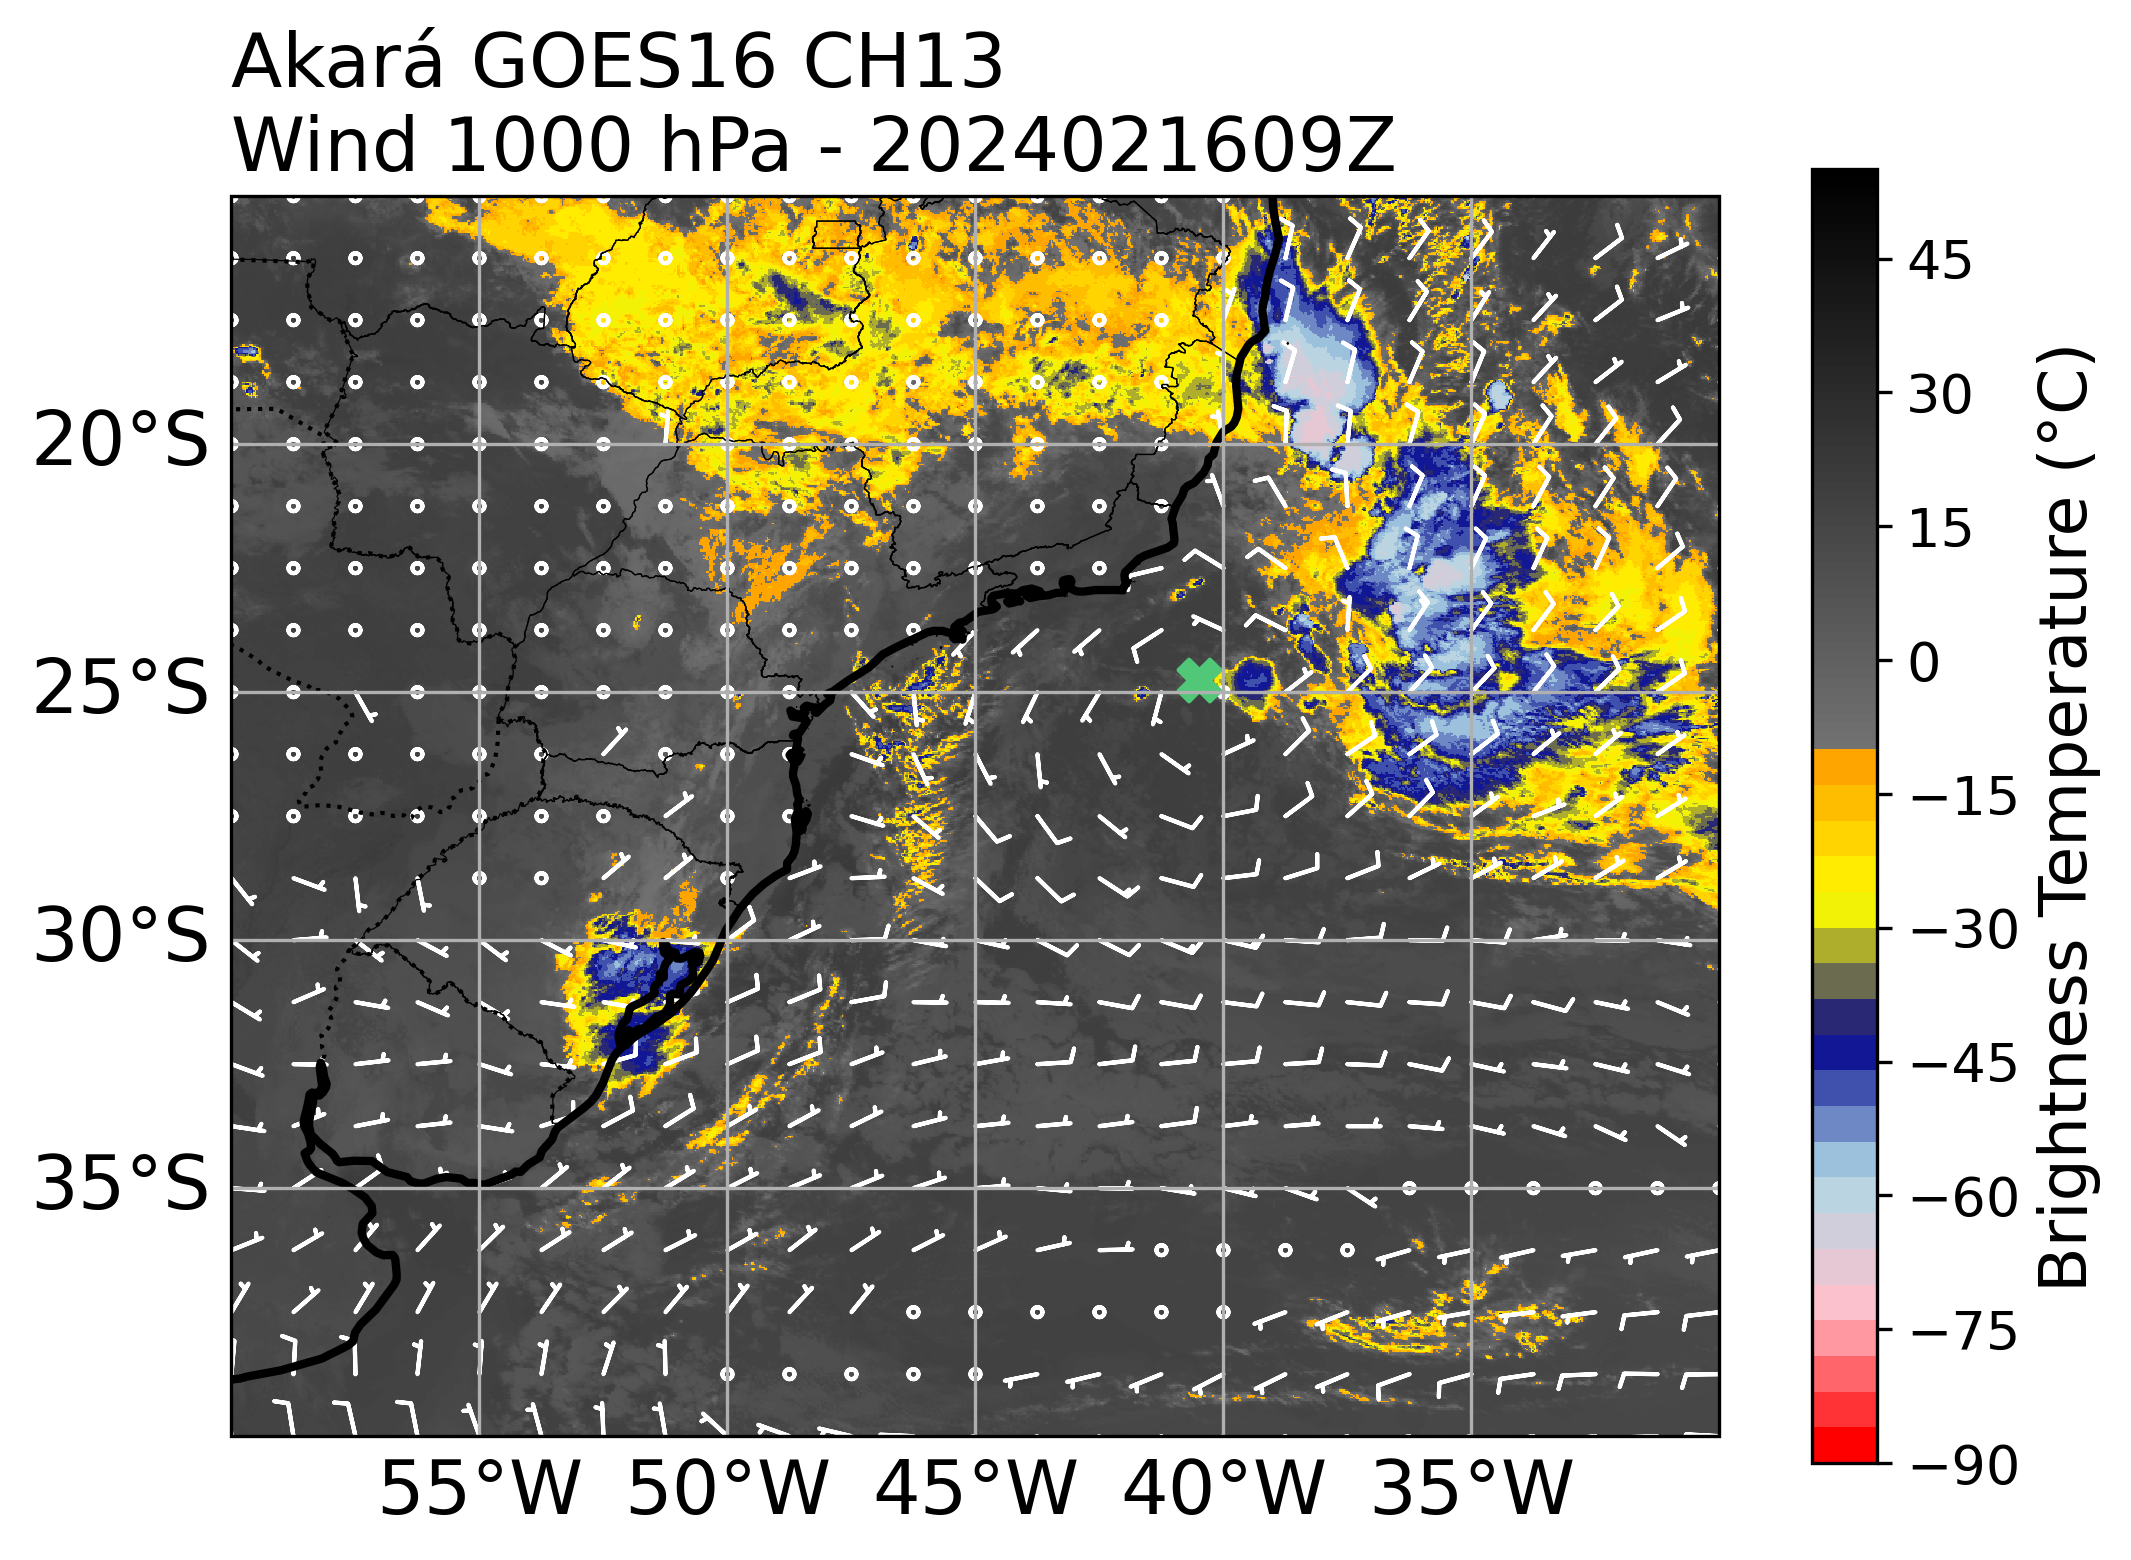 Akará GOES16 CH13
Wind 1000 hPa - 2024021609Z
20°S
25°S
30°S
35°S
55°W
50°W
45°W
40°W
35°W
45
30
15
0
−15
−30
−45
−60
−75
−90
Brightness Temperature (°C)